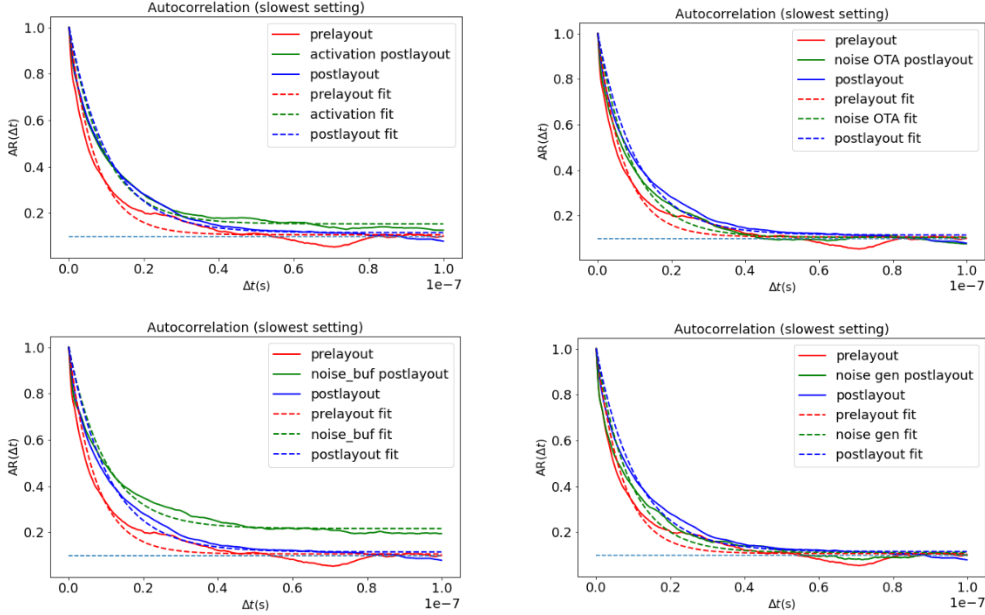 Autocorrelation (slowest setting)
AR(Δt)
1.0
0.8
0.6
0.4
0.2
prelayout
activation postlayout
postlayout
prelayout fit
activation fit
postlayout fit
0.0 0.2 0.4 0.6 0.8 1.0
Δt(s)
1e−7
Autocorrelation (slowest setting)
AR(Δt)
1.0
0.8
0.6
0.4
0.2
prelayout
noise OTA postlayout
postlayout
prelayout fit
noise OTA fit
postlayout fit
0.0 0.2 0.4 0.6 0.8 1.0
Δt(s)
1e−7
Autocorrelation (slowest setting)
AR(Δt)
1.0
0.8
0.6
0.4
0.2
prelayout
noise_buf postlayout
postlayout
prelayout fit
noise_buf fit
postlayout fit
0.0 0.2 0.4 0.6 0.8 1.0
Δt(s)
1e−7
Autocorrelation (slowest setting)
AR(Δt)
1.0
0.8
0.6
0.4
0.2
prelayout
noise gen postlayout
postlayout
prelayout fit
noise gen fit
postlayout fit
0.0 0.2 0.4 0.6 0.8 1.0
Δt(s)
1e−7